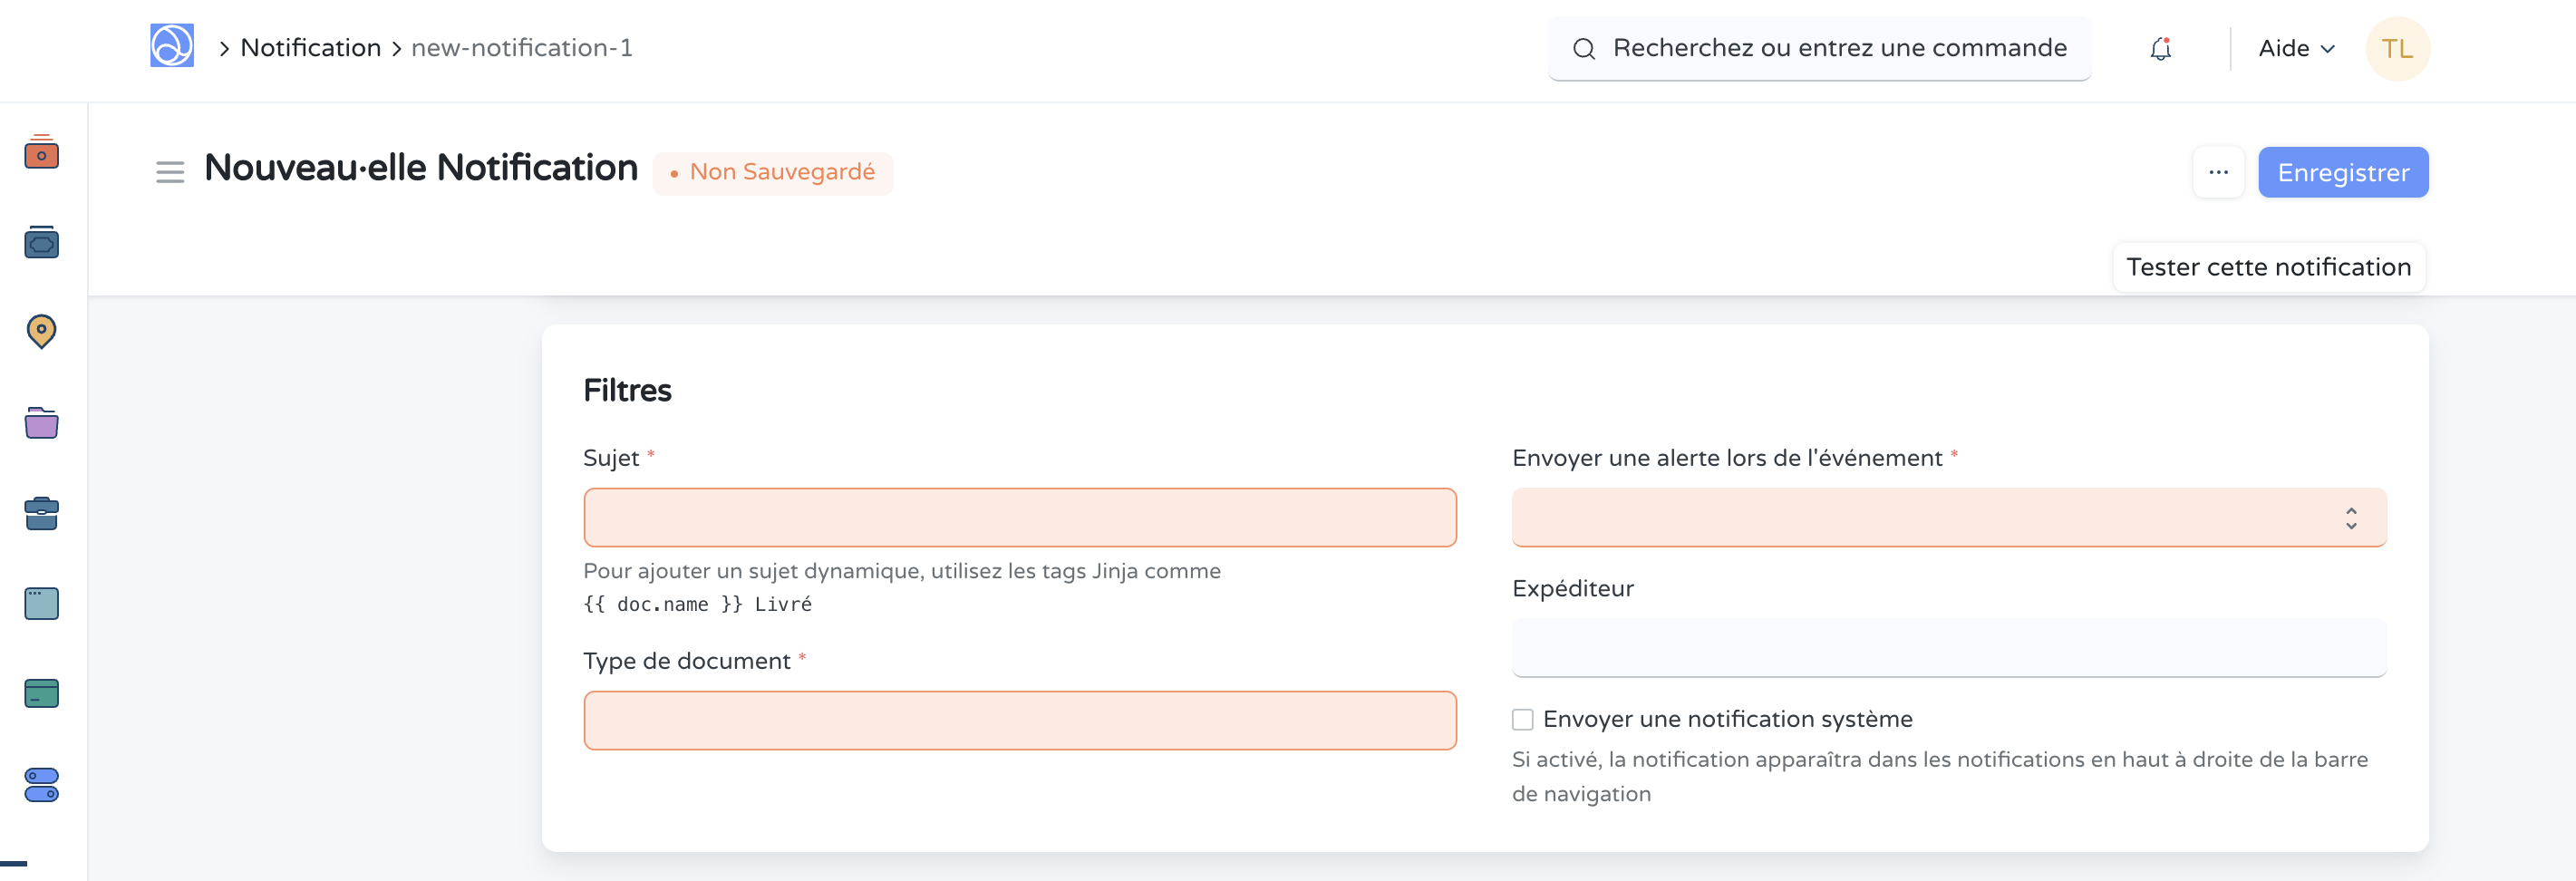 Notification
new-notification-1
Recherchez ou entrez une commande
Aide
TL
Nouveau·elle Notification
Non Sauvegardé
...
Enregistrer
Tester cette notification
Filtres
Sujet *
Pour ajouter un sujet dynamique, utilisez les tags Jinja comme
{{ doc.name }} Livré
Type de document *
Envoyer une alerte lors de l'événement *
Expéditeur
Envoyer une notification système
Si activé, la notification apparaîtra dans les notifications en haut à droite de la barre
de navigation